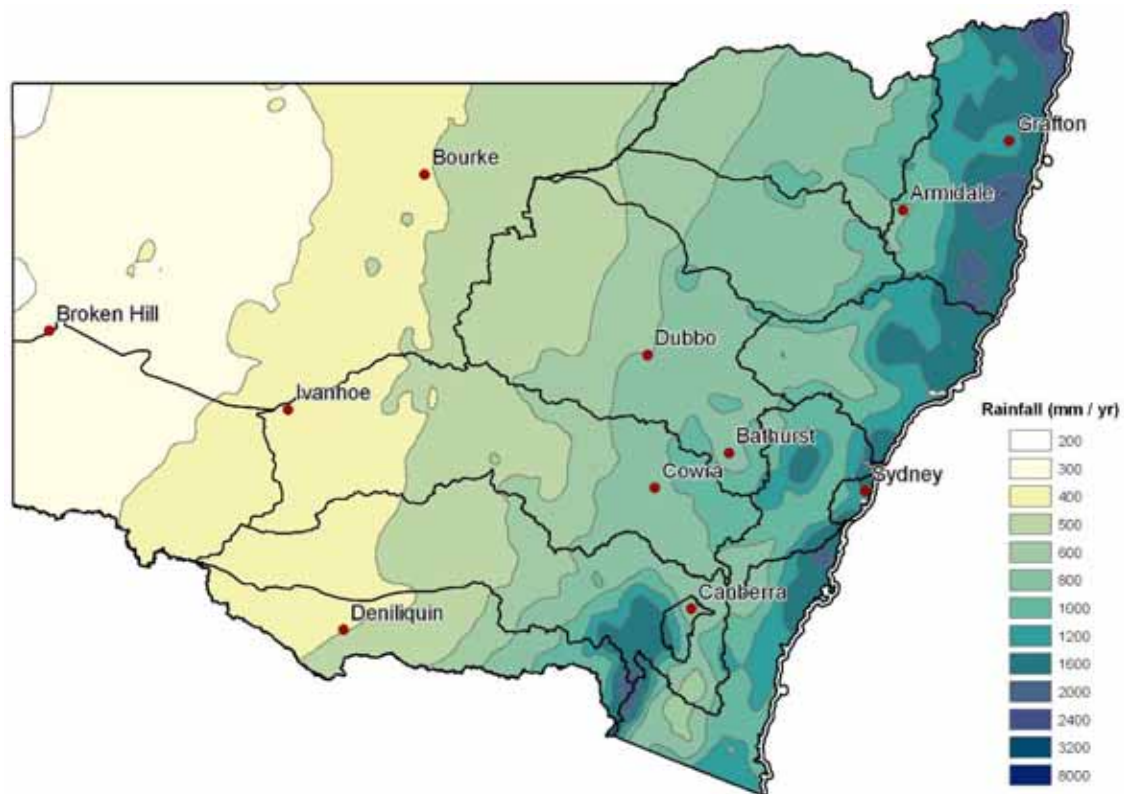 Grafton
Bourke
Armidale
Broken Hill
Dubbo
Ivanhoe
Rainfall (mm / yr)
Bathurst
200
300
Cowra
Sydney
400
500
600
800
Canberra
1000
Deniliquin
1200
1600
2000
2400
3200
8000